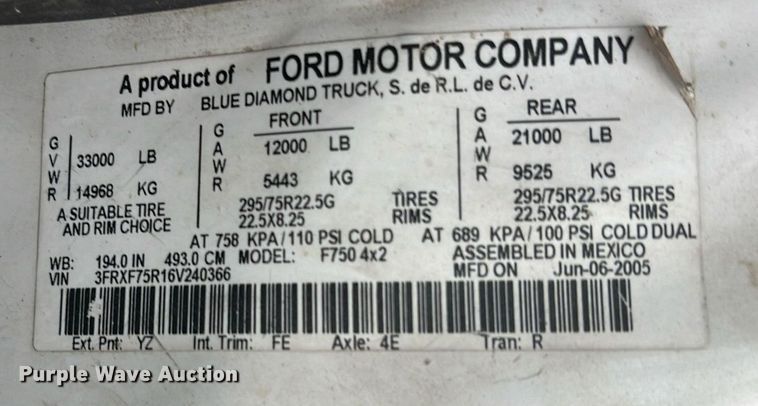 A product of FORD MOTOR COMPANY
MFD BY BLUE DIAMOND TRUCK, S. de R.L. de C.V.
GVWR 33000 LB
14968 KG
A SUITABLE TIRE
AND RIM CHOICE
FRONT
GAWR 12000 LB
5443 KG
295/75R22.5G TIRES
22.5X8.25 RIMS
AT 758 KPA/110 PSI COLD
REAR
GAWR 21000 LB
9525 KG
295/75R22.5G TIRES
22.5X8.25 RIMS
AT 689 KPA/100 PSI COLD DUAL
WB: 194.0 IN 493.0 CM MODEL: F750 4x2
ASSEMBLED IN MEXICO
VIN 3FRXF75R16V240366
MFD ON Jun-06-2005
Ext. Pnt: YZ Int. Trim: FE Axle: 4E Tran: R
Purple Wave Auction